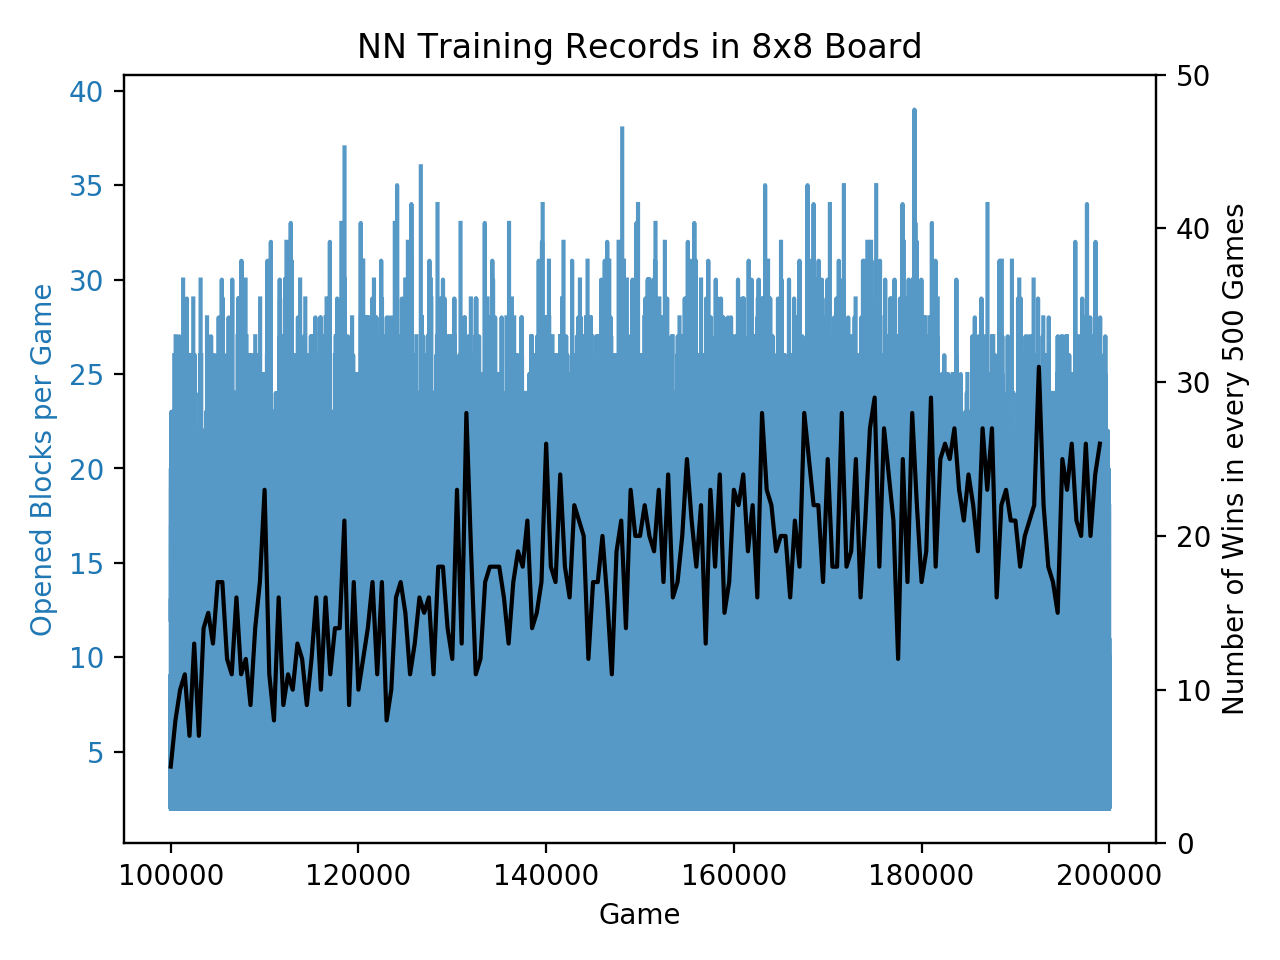 NN Training Records in 8x8 Board
Opened Blocks per Game
40
35
30
25
20
15
10
5
50
40
30
20
10
0
Number of Wins in every 500 Games
100000 120000 140000 160000 180000 200000
Game